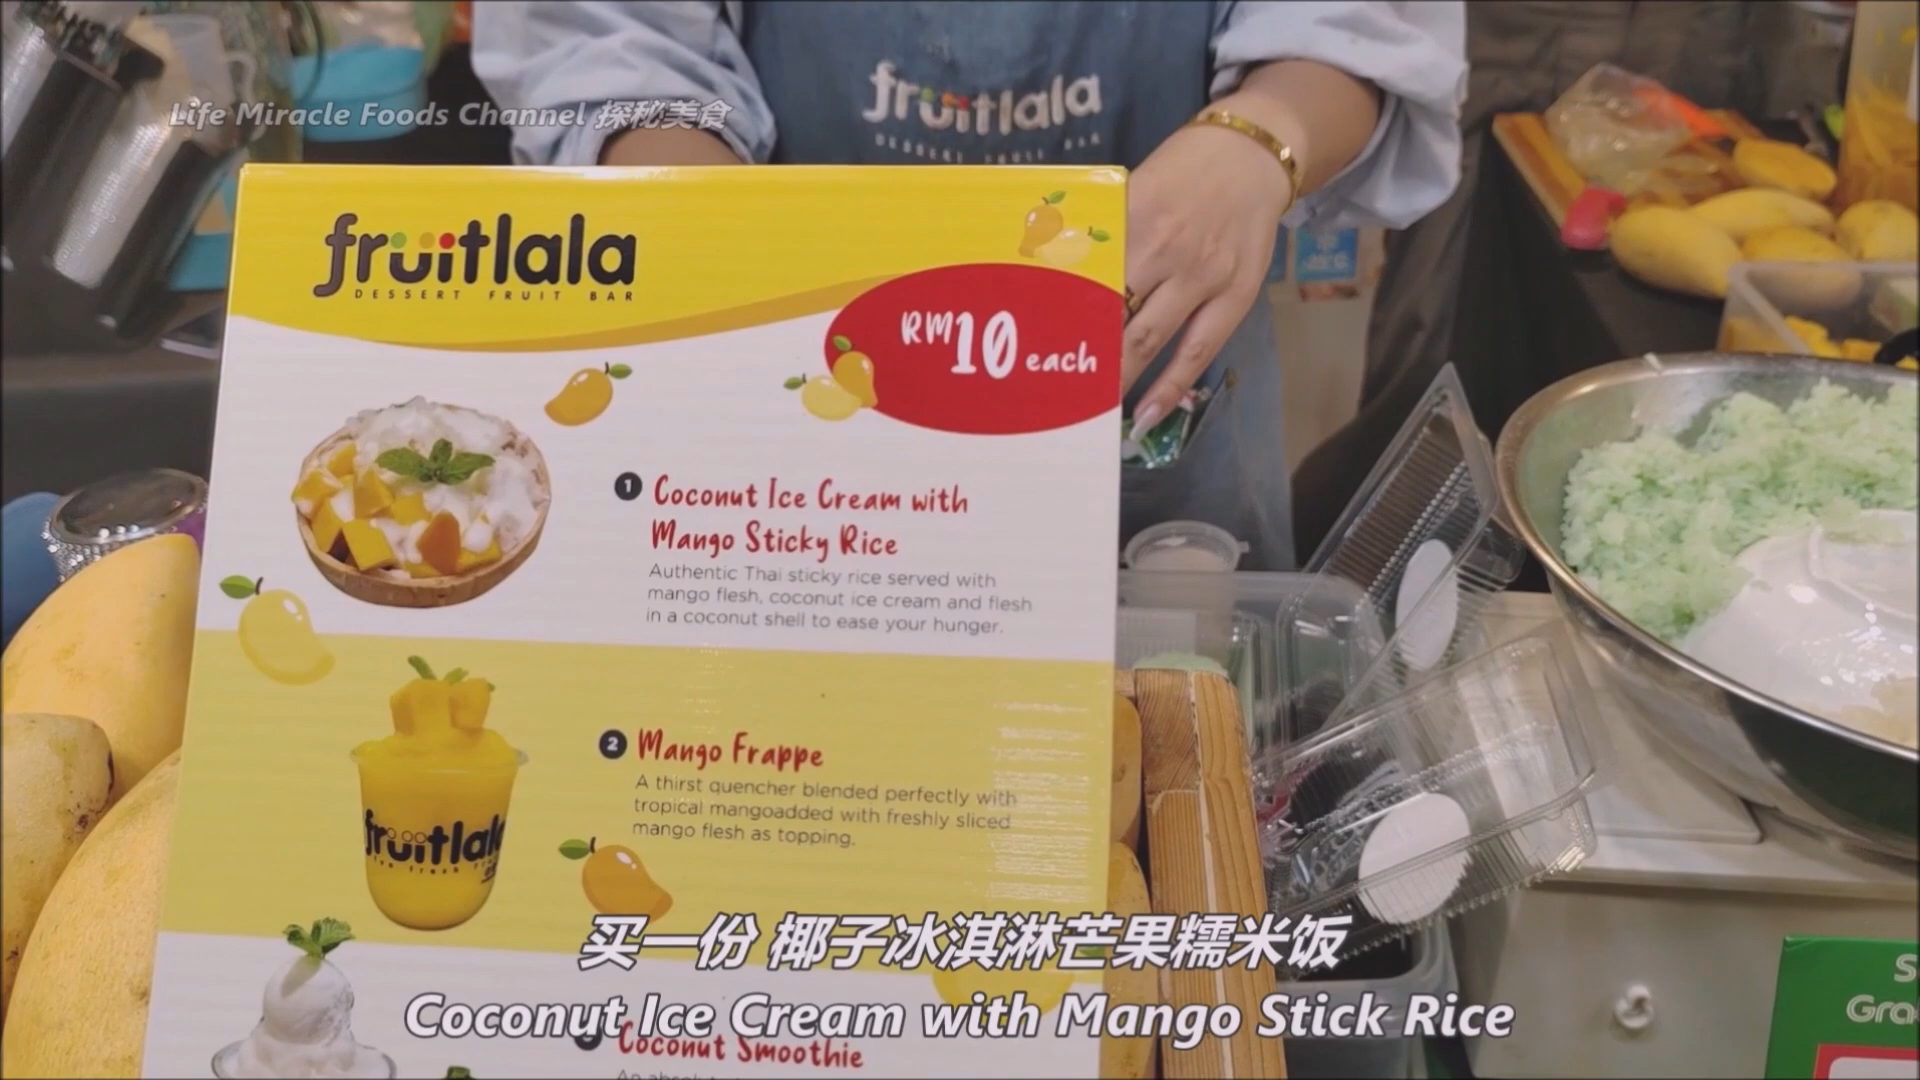 Life Miracle Foods Channel 探秘美食
fruitlala
DESSERT FRUIT BAR
fruitlala
DESSERT FRUIT BAR
RM10 each
1 Coconut Ice Cream with
Mango Sticky Rice
Authentic Thai sticky rice served with
mango flesh, coconut ice cream and flesh
in a coconut shell to ease your hunger.
2 Mango Frappe
A thirst quencher blended perfectly with
tropical mangoadded with freshly sliced
mango flesh as topping.
fruitlala
买一份 椰子冰淇淋芒果糯米饭
Coconut Ice Cream with Mango Stick Rice
Coconut Smoothie